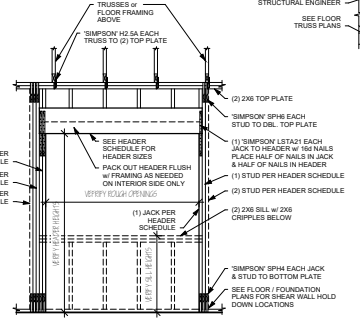 TRUSSES or
FLOOR FRAMING
ABOVE
'SIMPSON' H2.5A EACH
TRUSS TO (2) TOP PLATE
STRUCTURAL ENGINEER
SEE FLOOR
TRUSS PLANS
(2) 2X6 TOP PLATE
'SIMPSON' SPH6 EACH
STUD TO DBL. TOP PLATE
(1) 'SIMPSON' LSTA21 EACH
JACK TO HEADER w/ 16d NAILS
PLACE HALF OF NAILS IN JACK
& HALF OF NAILS IN HEADER
(1) STUD PER HEADER SCHEDULE
(2) STUD PER HEADER SCHEDULE
(2) 2X6 SILL w/ 2X6
CRIPPLES BELOW
'SIMPSON' SPH4 EACH JACK
& STUD TO BOTTOM PLATE
SEE FLOOR / FOUNDATION
PLANS FOR SHEAR WALL HOLD
DOWN LOCATIONS
SEE HEADER
SCHEDULE FOR
HEADER SIZES
PACK OUT HEADER FLUSH
w/ FRAMING AS NEEDED
ON INTERIOR SIDE ONLY
VERIFY ROUGH OPENINGS
(1) JACK PER
HEADER
SCHEDULE
VERIFY HEADER HEIGHTS
VERIFY SILL HEIGHTS